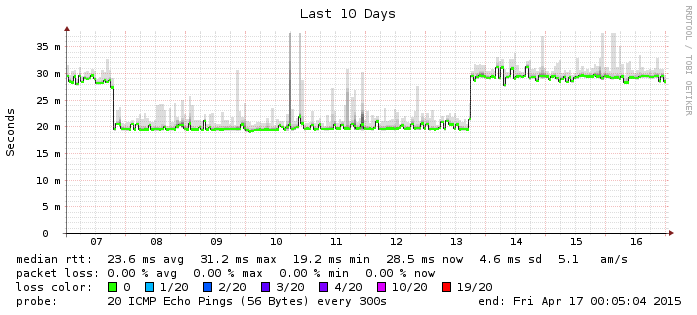 Last 10 Days
RRDTOOL / TOBI OETIKER
Seconds
35 m
30 m
25 m
20 m
15 m
10 m
5 m
0
07 08 09 10 11 12 13 14 15 16
median rtt: 23.6 ms avg 31.2 ms max 19.2 ms min 28.5 ms now 4.6 ms sd 5.1 am/s
packet loss: 0.00 % avg 0.00 % max 0.00 % min 0.00 % now
loss color: 0 1/20 2/20 3/20 4/20 10/20 19/20
probe: 20 ICMP Echo Pings (56 Bytes) every 300s end: Fri Apr 17 00:05:04 2015